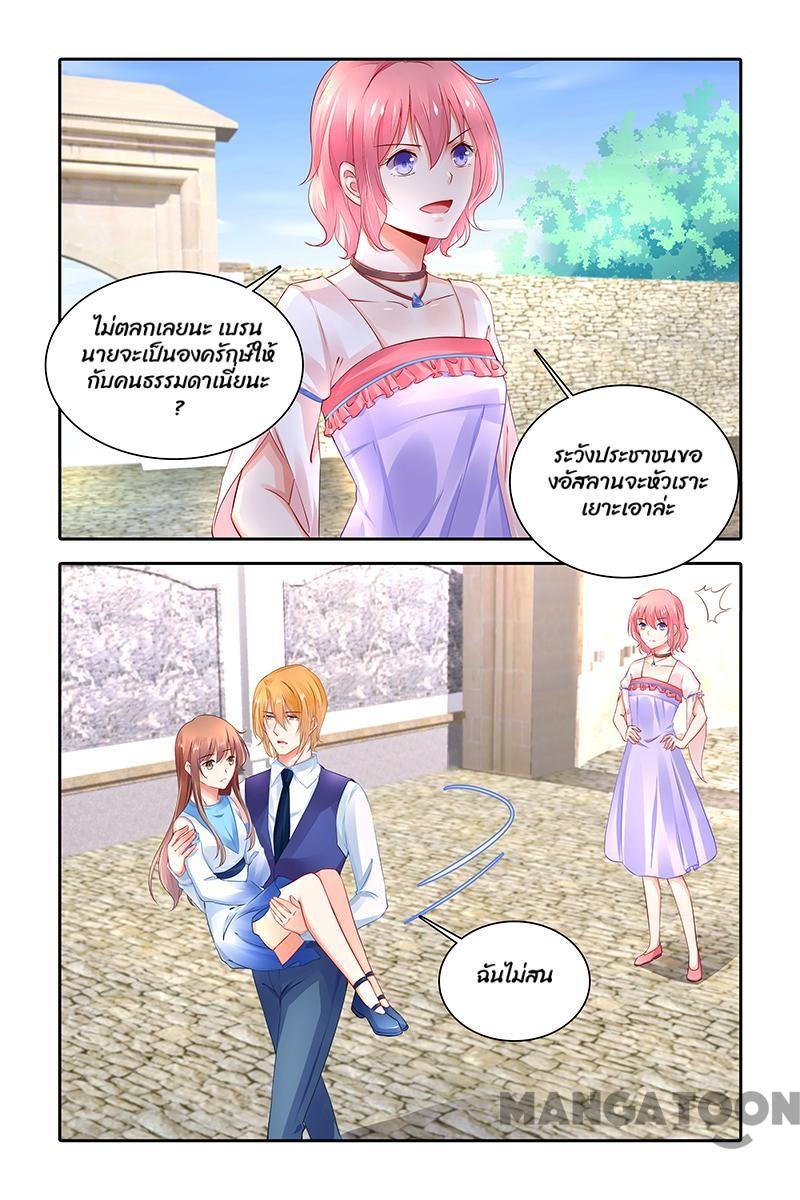 ไม่ตลกเลยนะ เบรน
นายจะเป็นองครักษ์ให้
กับคนธรรมดาเนี่ยนะ
?
ระวังประชาชนขอ
งอัสลานจะหัวเราะ
เยาะเอาล่ะ
ฉันไม่สน
MANGATOON